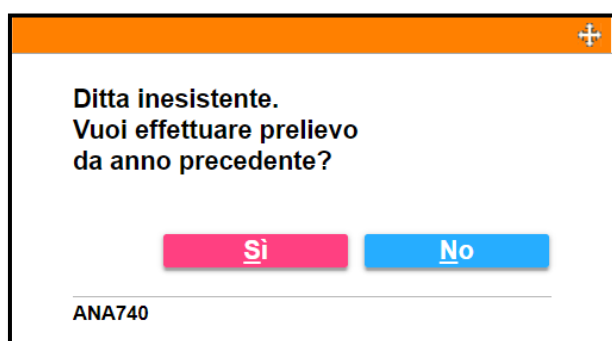 Ditta inesistente.
Vuoi effettuare prelievo
da anno precedente?
Sì
No
ANA740